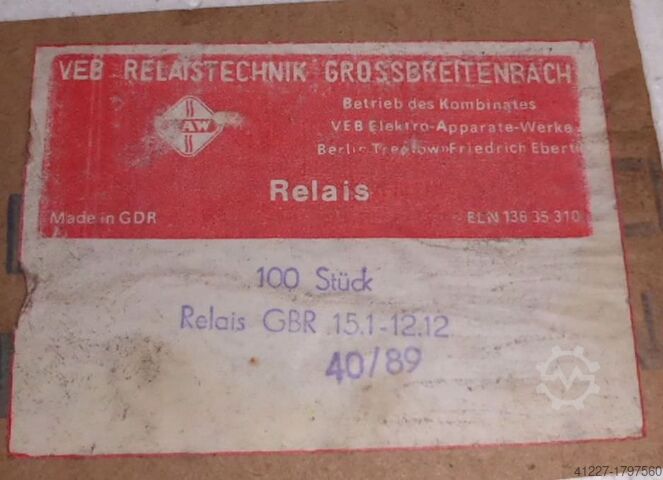 VEB RELAISTECHNIK GROSSBREITENBACH
Betrieb des Kombinates
VEB Elektro-Apparate-Werke
Berlin-Treptow »Friedrich Ebert«
AW
Relais
Made in GDR
ELN 136 35 310
100 Stück
Relais GBR 15.1-12.12
40/89
41227-1797560